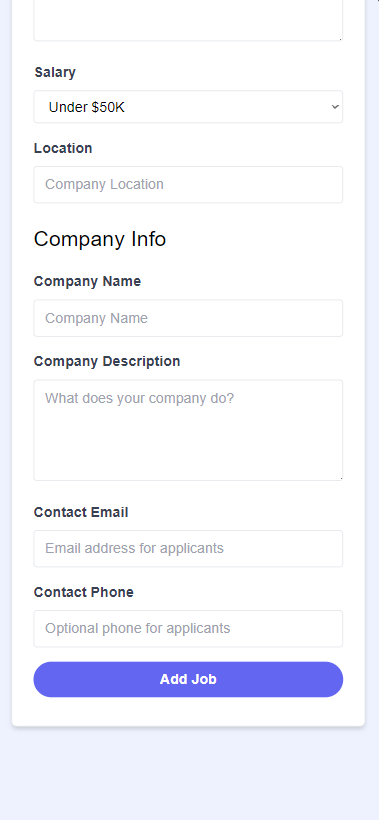 Salary
Under $50K
Location
Company Location
Company Info
Company Name
Company Name
Company Description
What does your company do?
Contact Email
Email address for applicants
Contact Phone
Optional phone for applicants
Add Job